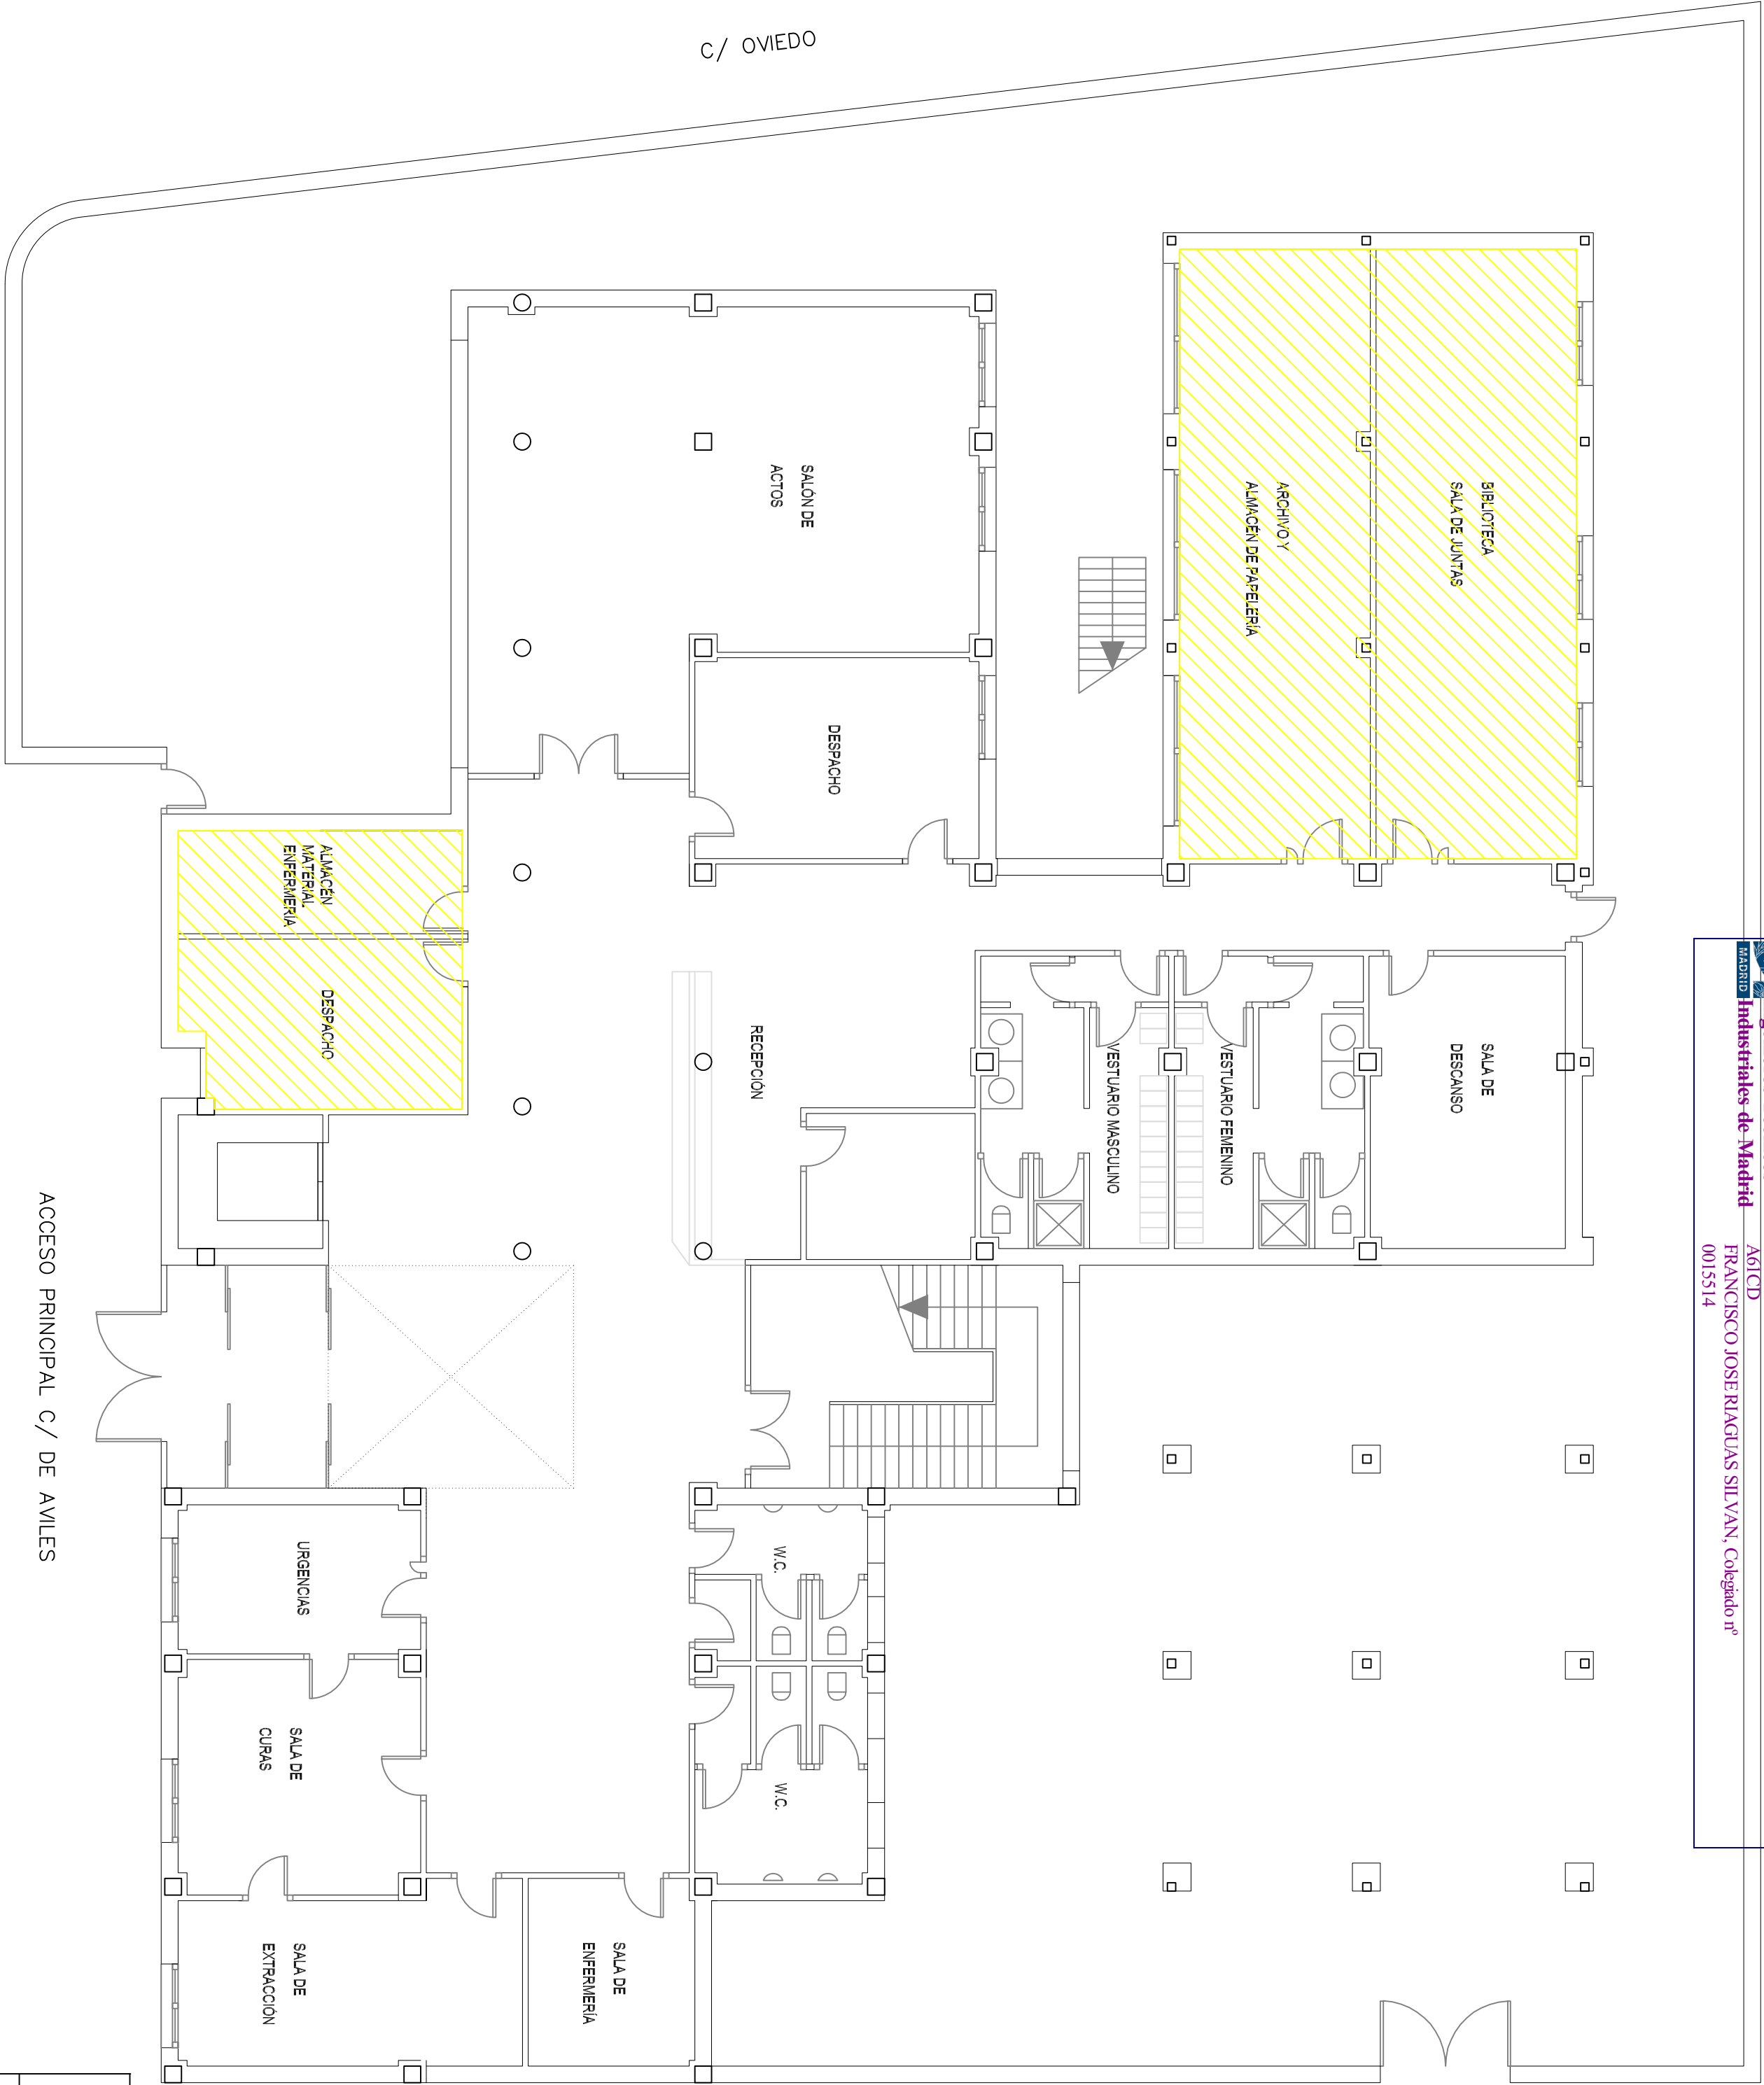 C/ OVIEDO
BIBLIOTECA
SALA DE JUNTAS
ARCHIVO Y
ALMACÉN DE PAPELERÍA
SALÓN DE
ACTOS
DESPACHO
ALMACÉN
MATERIAL
ENFERMERÍA
DESPACHO
RECEPCIÓN
VESTUARIO MASCULINO
VESTUARIO FEMENINO
SALA DE
DESCANSO
MADRID
Industriales de Madrid
A61CD
FRANCISCO JOSE RIAGUAS SILVAN, Colegiado nº
0015514
ACCESO PRINCIPAL C/ DE AVILES
URGENCIAS
W.C.
SALA DE
CURAS
W.C.
SALA DE
EXTRACCIÓN
SALA DE
ENFERMERÍA